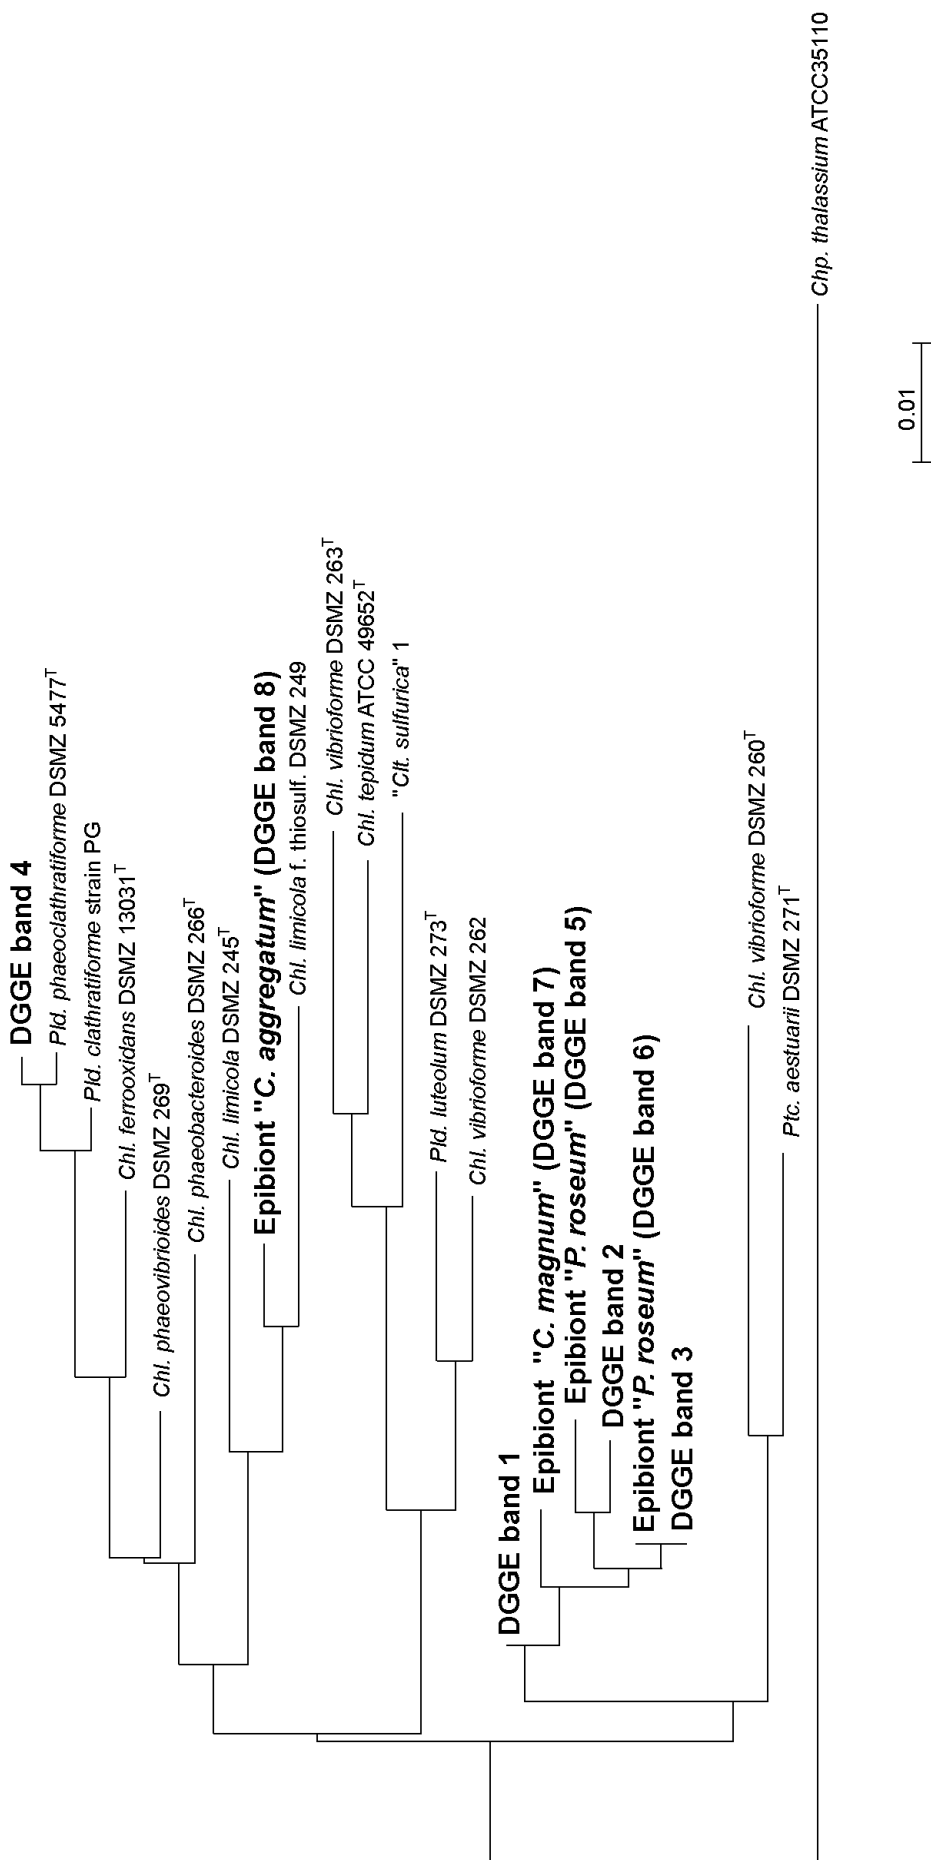 DGGE band 4
Pld. phaeoclathratiforme DSMZ 5477ᵀ
Pld. clathratiforme strain PG
Chl. ferrooxidans DSMZ 13031ᵀ
Chl. phaeovibrioides DSMZ 269ᵀ
Chl. phaeobacteroides DSMZ 266ᵀ
Chl. limicola DSMZ 245ᵀ
Epibiont "C. aggregatum" (DGGE band 8)
Chl. limicola f. thiosulf. DSMZ 249
Chl. vibrioforme DSMZ 263ᵀ
Chl. tepidum ATCC 49652ᵀ
"Clt. sulfurica" 1
Pld. luteolum DSMZ 273ᵀ
Chl. vibrioforme DSMZ 262
DGGE band 1
Epibiont "C. magnum" (DGGE band 7)
Epibiont "P. roseum" (DGGE band 5)
DGGE band 2
Epibiont "P. roseum" (DGGE band 6)
DGGE band 3
Chl. vibrioforme DSMZ 260ᵀ
Ptc. aestuarii DSMZ 271ᵀ
Chp. thalassium ATCC35110
0.01